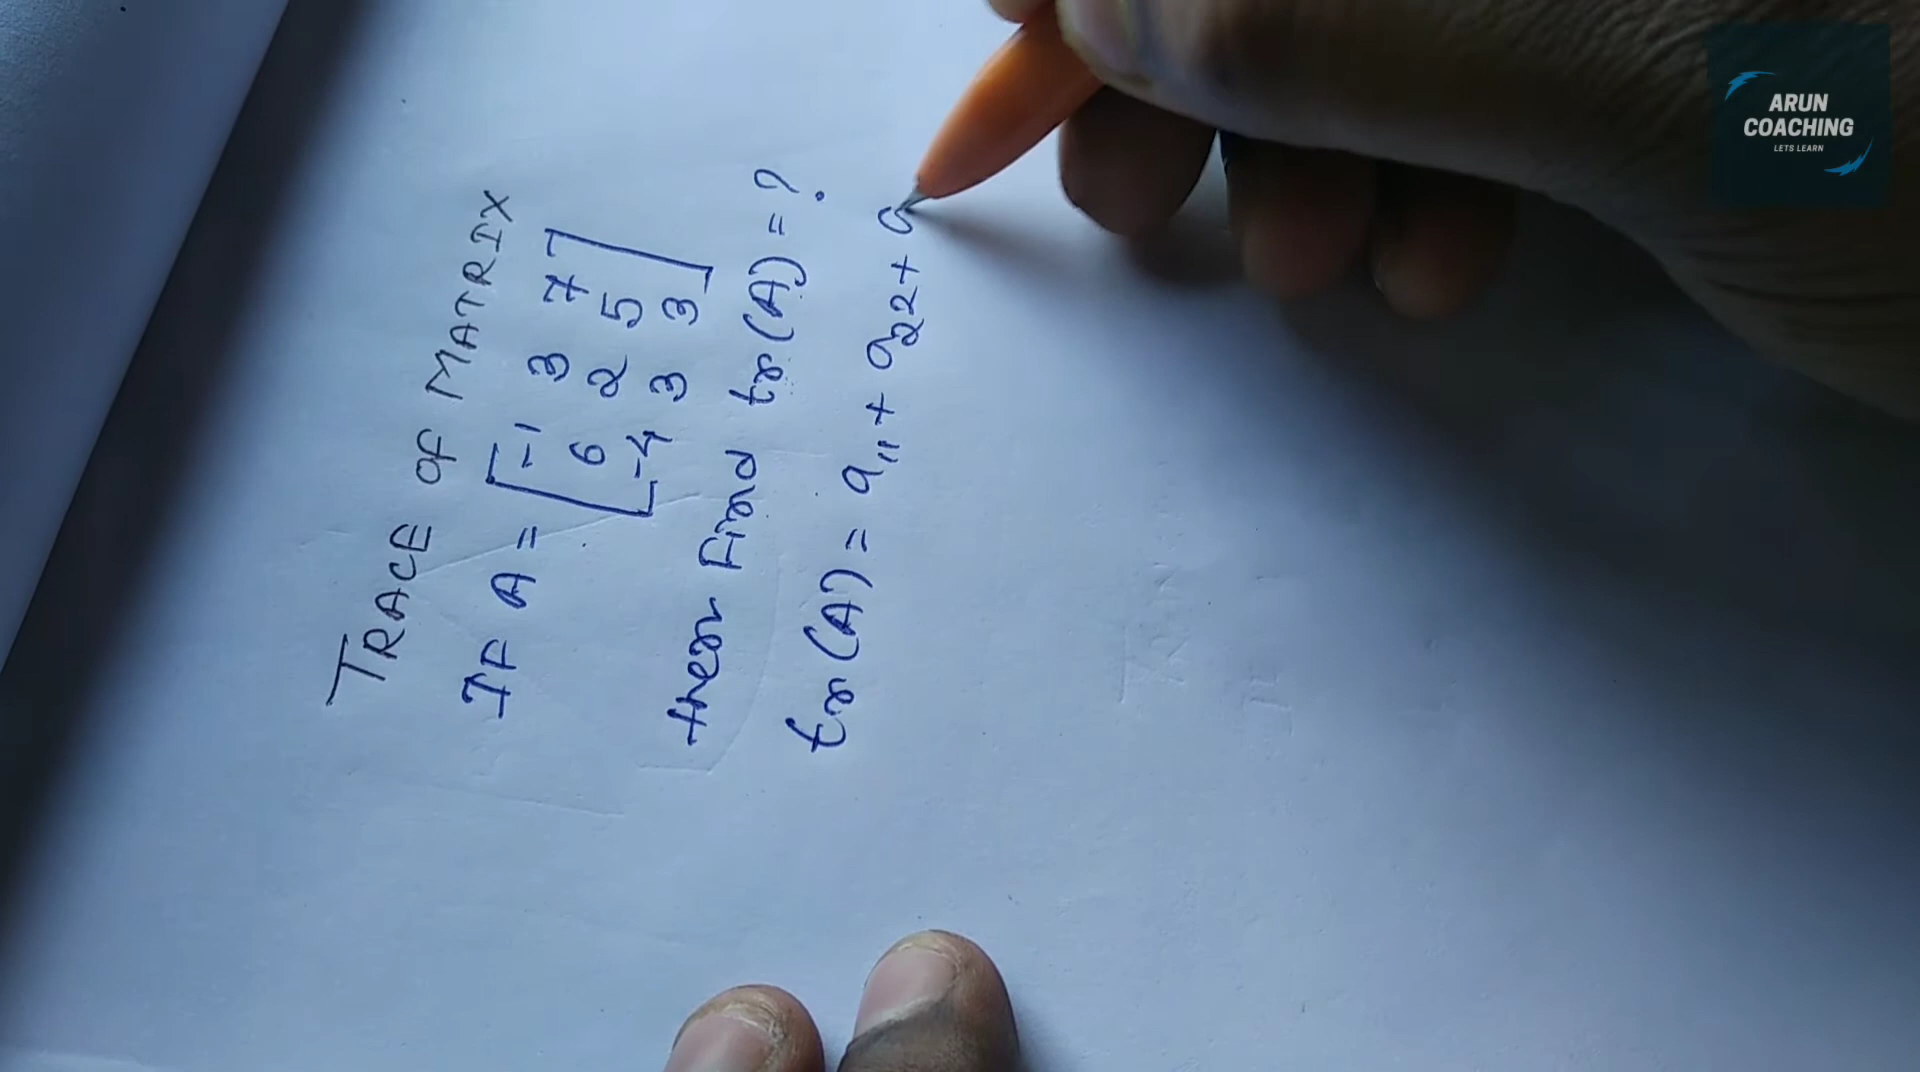 TRACE OF MATRIX
IF A = [-1 3 7
6 2 5
-4 3 3]
then Find tr(A) = ?
tr(A) = a11 + a22 + a
ARUN
COACHING
LETS LEARN